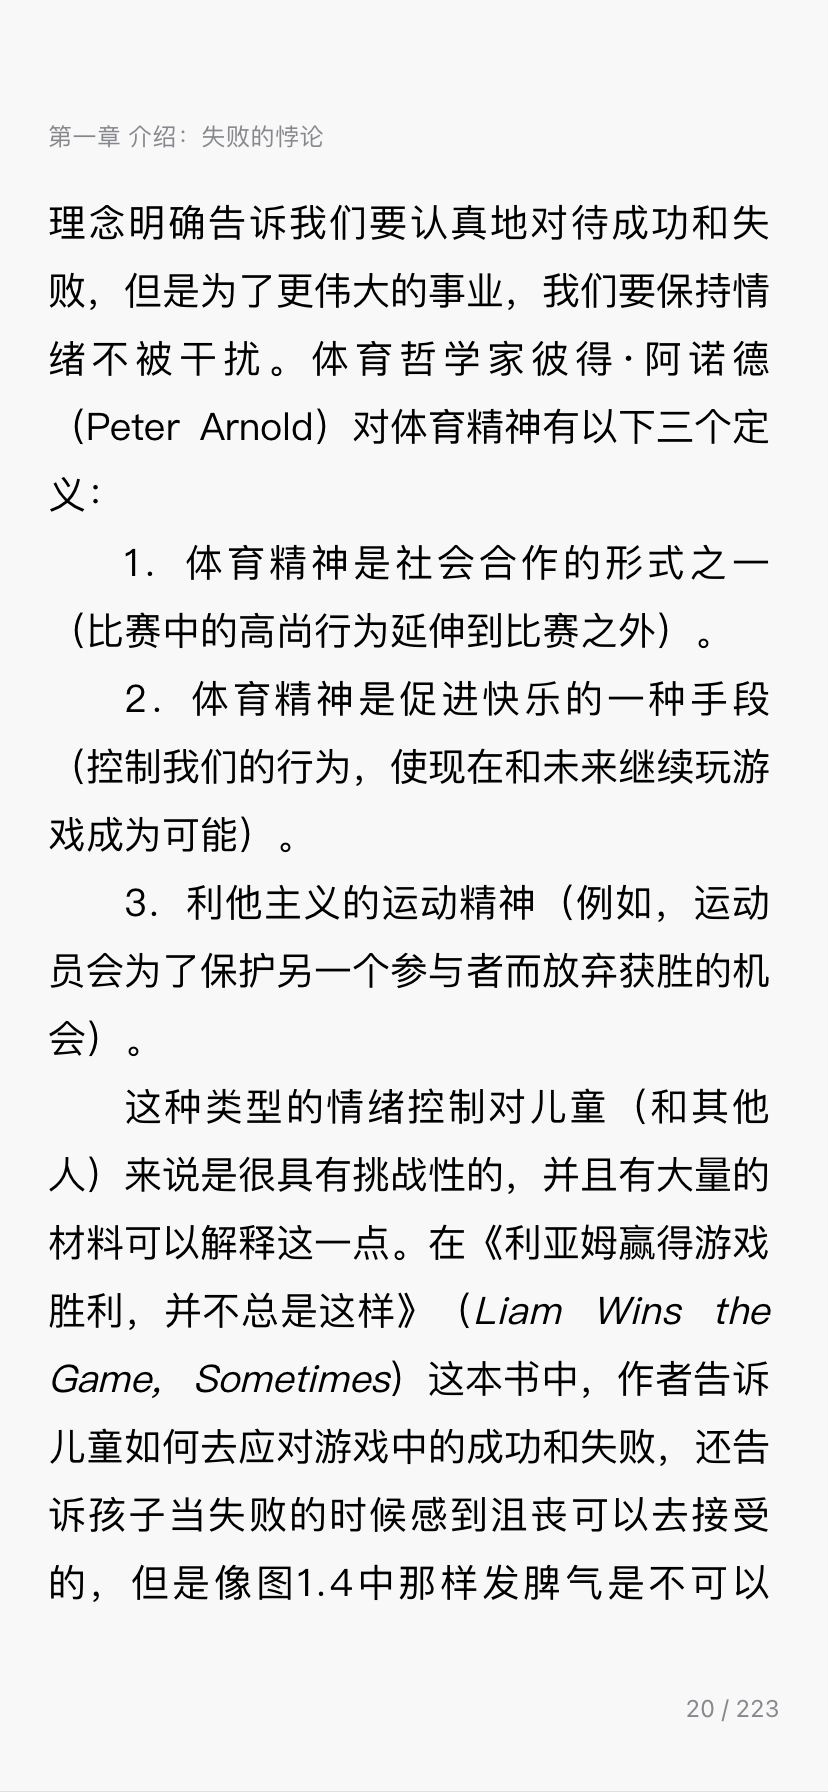 第一章 介绍：失败的悖论
理念明确告诉我们要认真地对待成功和失
败，但是为了更伟大的事业，我们要保持情
绪不被干扰。体育哲学家彼得·阿诺德
（Peter Arnold）对体育精神有以下三个定
义：
1. 体育精神是社会合作的形式之一
（比赛中的高尚行为延伸到比赛之外）。
2. 体育精神是促进快乐的一种手段
（控制我们的行为，使现在和未来继续玩游
戏成为可能）。
3. 利他主义的运动精神（例如，运动
员会为了保护另一个参与者而放弃获胜的机
会）。
这种类型的情绪控制对儿童（和其他
人）来说是很具有挑战性的，并且有大量的
材料可以解释这一点。在《利亚姆赢得游戏
胜利，并不总是这样》（Liam Wins the
Game, Sometimes）这本书中，作者告诉
儿童如何去应对游戏中的成功和失败，还告
诉孩子当失败的时候感到沮丧可以去接受
的，但是像图1.4中那样发脾气是不可以
20 / 223